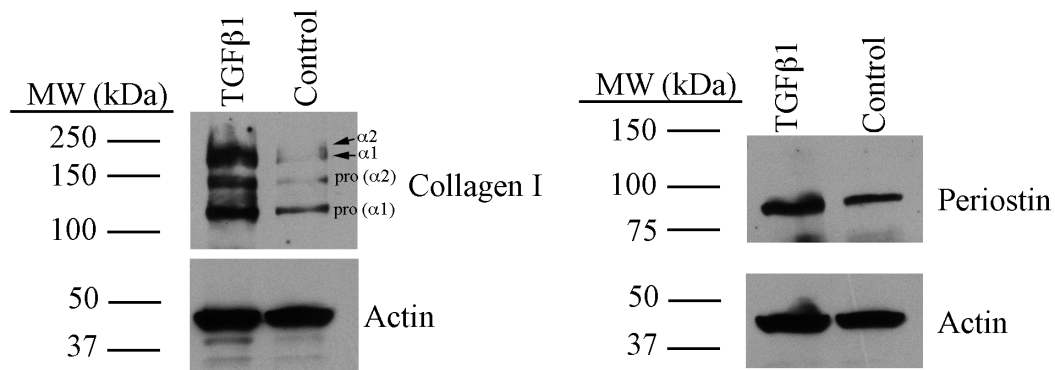 MW (kDa)
TGFβ1
Control
250
150
100
α2
α1
pro (α2)
pro (α1)
Collagen I
50
37
Actin
MW (kDa)
TGFβ1
Control
150
100
75
Periostin
50
37
Actin